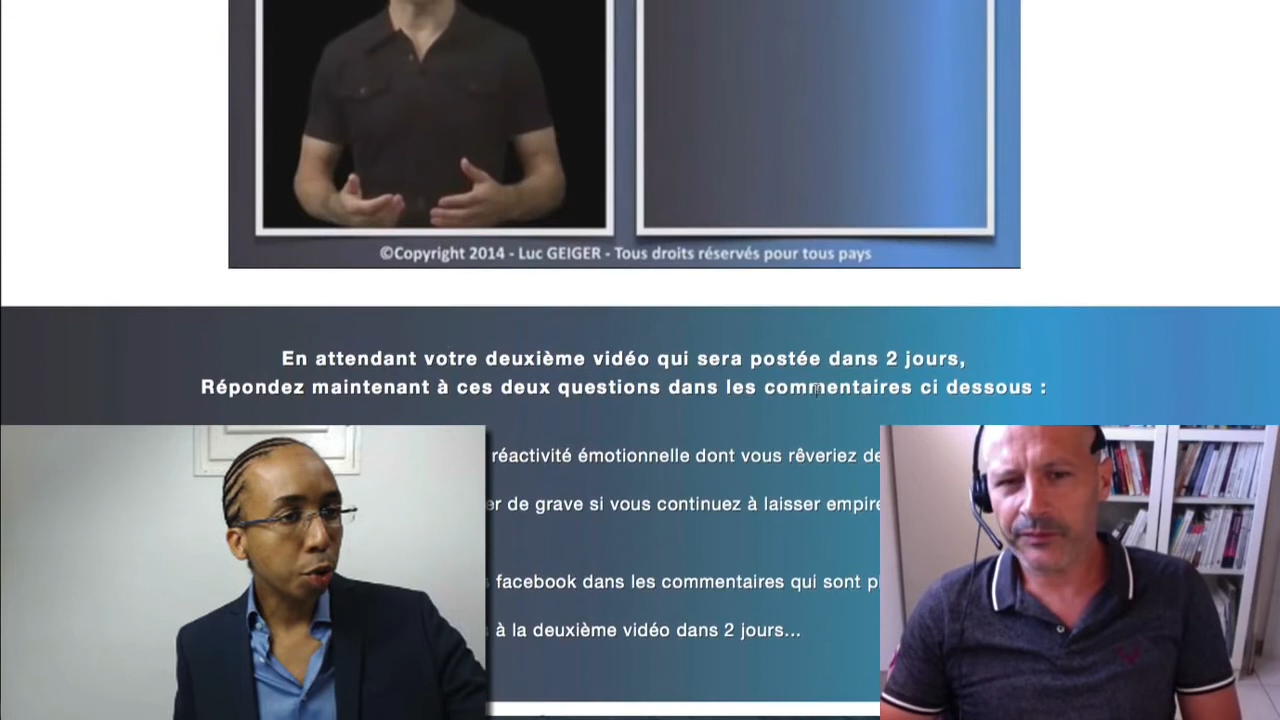 ©Copyright 2014 - Luc GEIGER - Tous droits réservés pour tous pays
En attendant votre deuxième vidéo qui sera postée dans 2 jours,
Répondez maintenant à ces deux questions dans les commentaires ci dessous :
réactivité émotionnelle dont vous rêveriez de
de grave si vous continuez à laisser
facebook dans les commentaires qui sont
à la deuxième vidéo dans 2 jours...